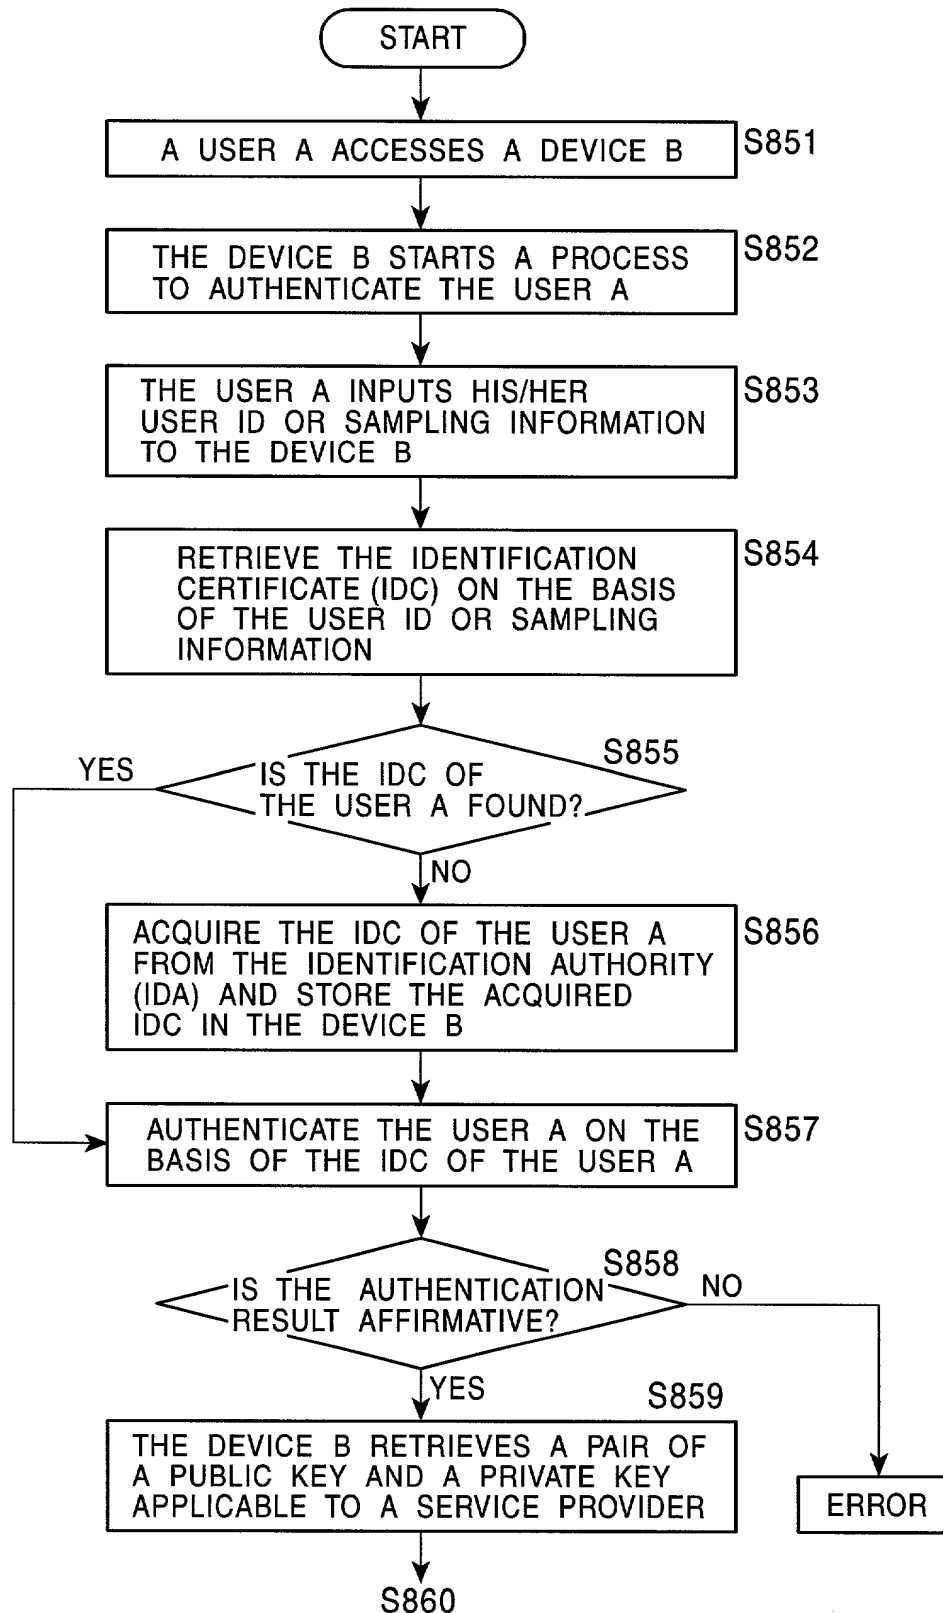 START
A USER A ACCESSES A DEVICE B
S851
THE DEVICE B STARTS A PROCESS
TO AUTHENTICATE THE USER A
S852
THE USER A INPUTS HIS/HER
USER ID OR SAMPLING INFORMATION
TO THE DEVICE B
S853
RETRIEVE THE IDENTIFICATION
CERTIFICATE (IDC) ON THE BASIS
OF THE USER ID OR SAMPLING
INFORMATION
S854
S855
IS THE IDC OF
THE USER A FOUND?
YES
NO
ACQUIRE THE IDC OF THE USER A
FROM THE IDENTIFICATION AUTHORITY
(IDA) AND STORE THE ACQUIRED
IDC IN THE DEVICE B
S856
AUTHENTICATE THE USER A ON THE
BASIS OF THE IDC OF THE USER A
S857
S858
IS THE AUTHENTICATION
RESULT AFFIRMATIVE?
NO
YES
S859
THE DEVICE B RETRIEVES A PAIR OF
A PUBLIC KEY AND A PRIVATE KEY
APPLICABLE TO A SERVICE PROVIDER
ERROR
S860